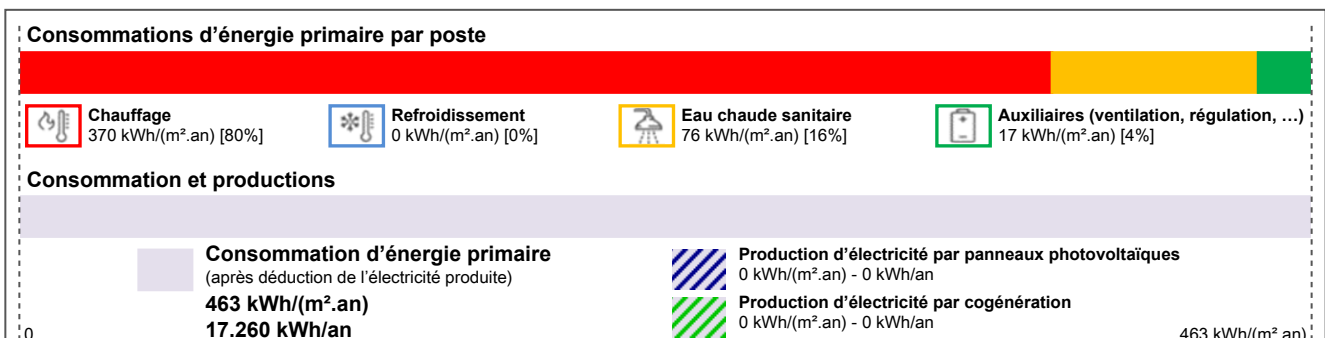 Consommations d’énergie primaire par poste
Chauffage
370 kWh/(m².an) [80%]
Refroidissement
0 kWh/(m².an) [0%]
Eau chaude sanitaire
76 kWh/(m².an) [16%]
Auxiliaires (ventilation, régulation, …)
17 kWh/(m².an) [4%]
Consommation et productions
Consommation d’énergie primaire
(après déduction de l’électricité produite)
463 kWh/(m².an)
17.260 kWh/an
Production d’électricité par panneaux photovoltaïques
0 kWh/(m².an) - 0 kWh/an
Production d’électricité par cogénération
0 kWh/(m².an) - 0 kWh/an
0
463 kWh/(m².an)